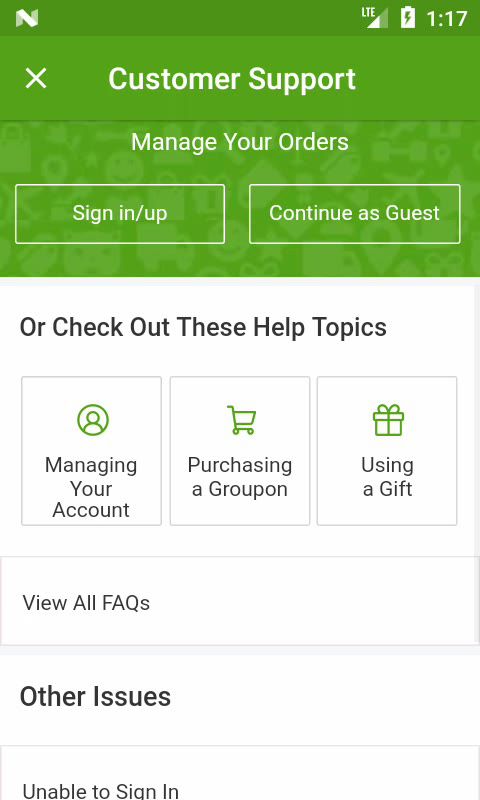 LTE 1:17
Customer Support
Manage Your Orders
Sign in/up Continue as Guest
Or Check Out These Help Topics
Managing
Your
Account
Purchasing
a Groupon
Using
a Gift
View All FAQs
Other Issues
Unable to Sign In